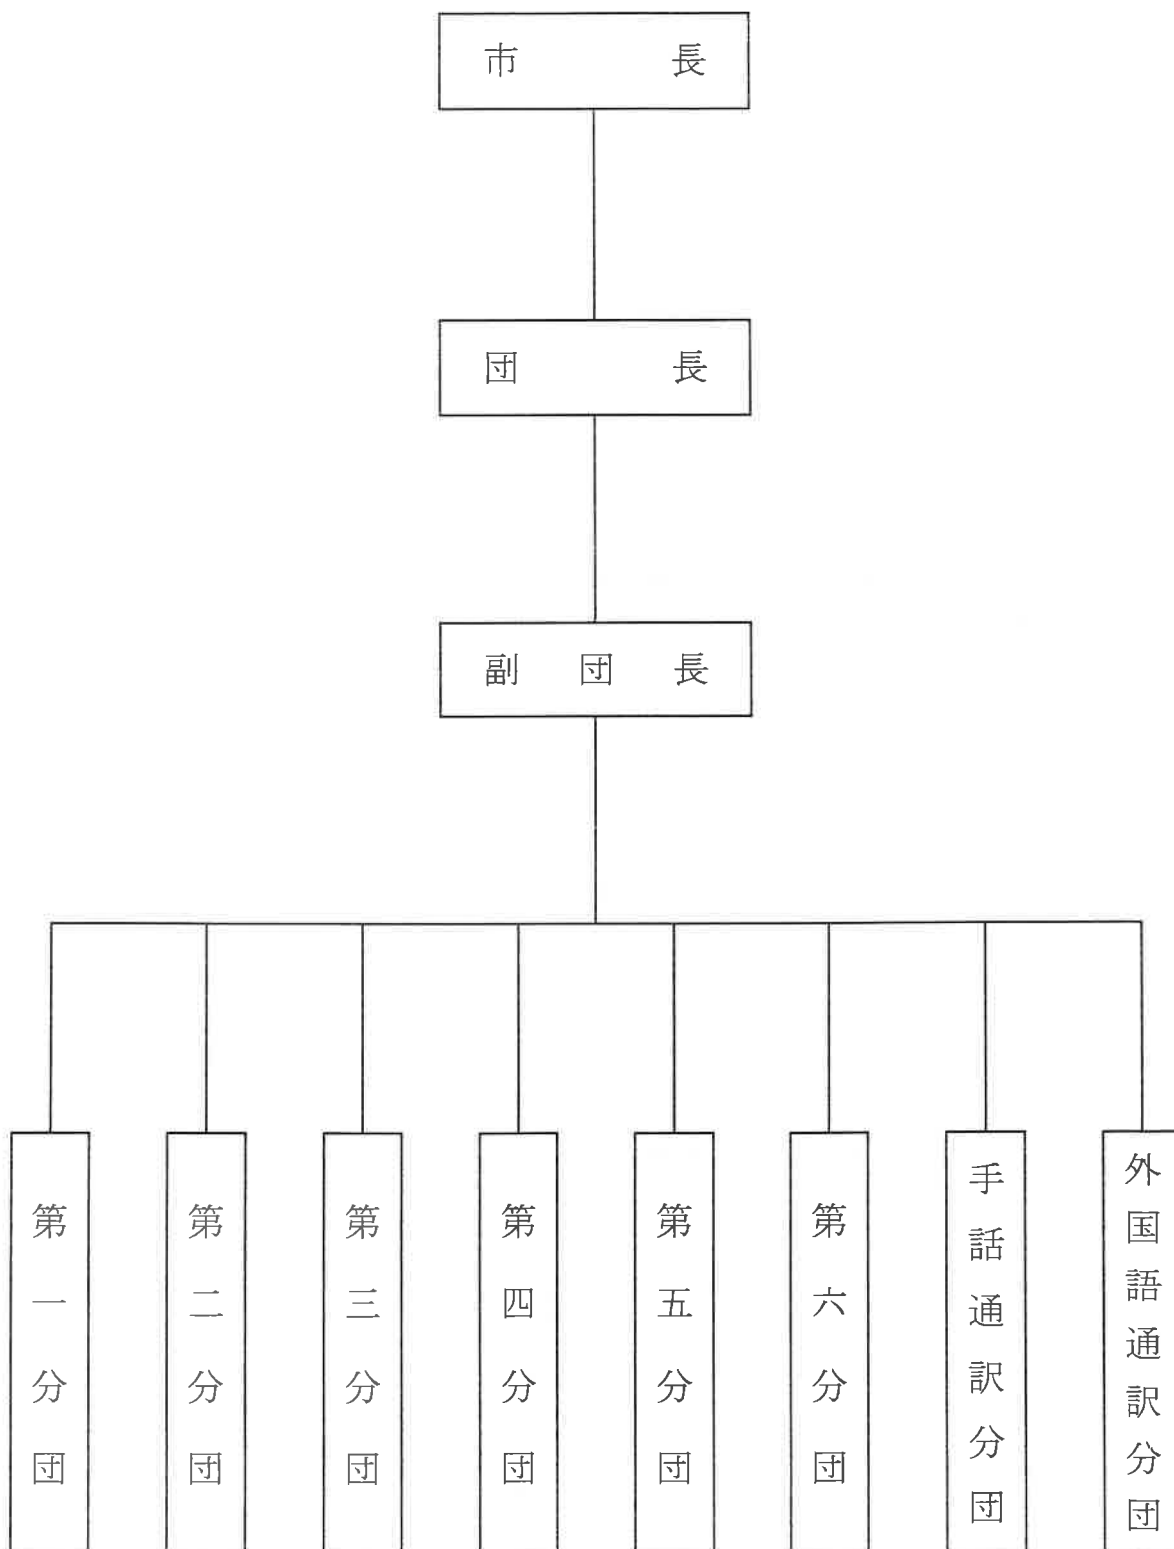 市長
団長
副団長
第一分団
第二分団
第三分団
第四分団
第五分団
第六分団
手話通訳分団
外国語通訳分団